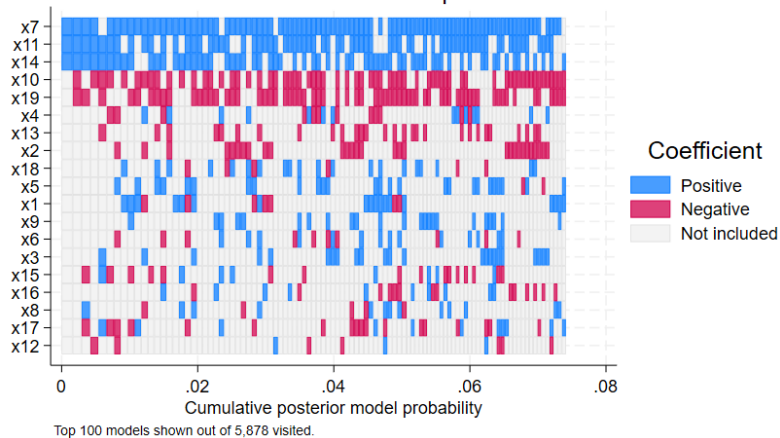 x7
x11
x14
x10
x19
x4
x13
x2
x18
x5
x1
x9
x6
x3
x15
x16
x8
x17
x12
0 .02 .04 .06 .08
Cumulative posterior model probability
Top 100 models shown out of 5,878 visited.
Coefficient
Positive
Negative
Not included